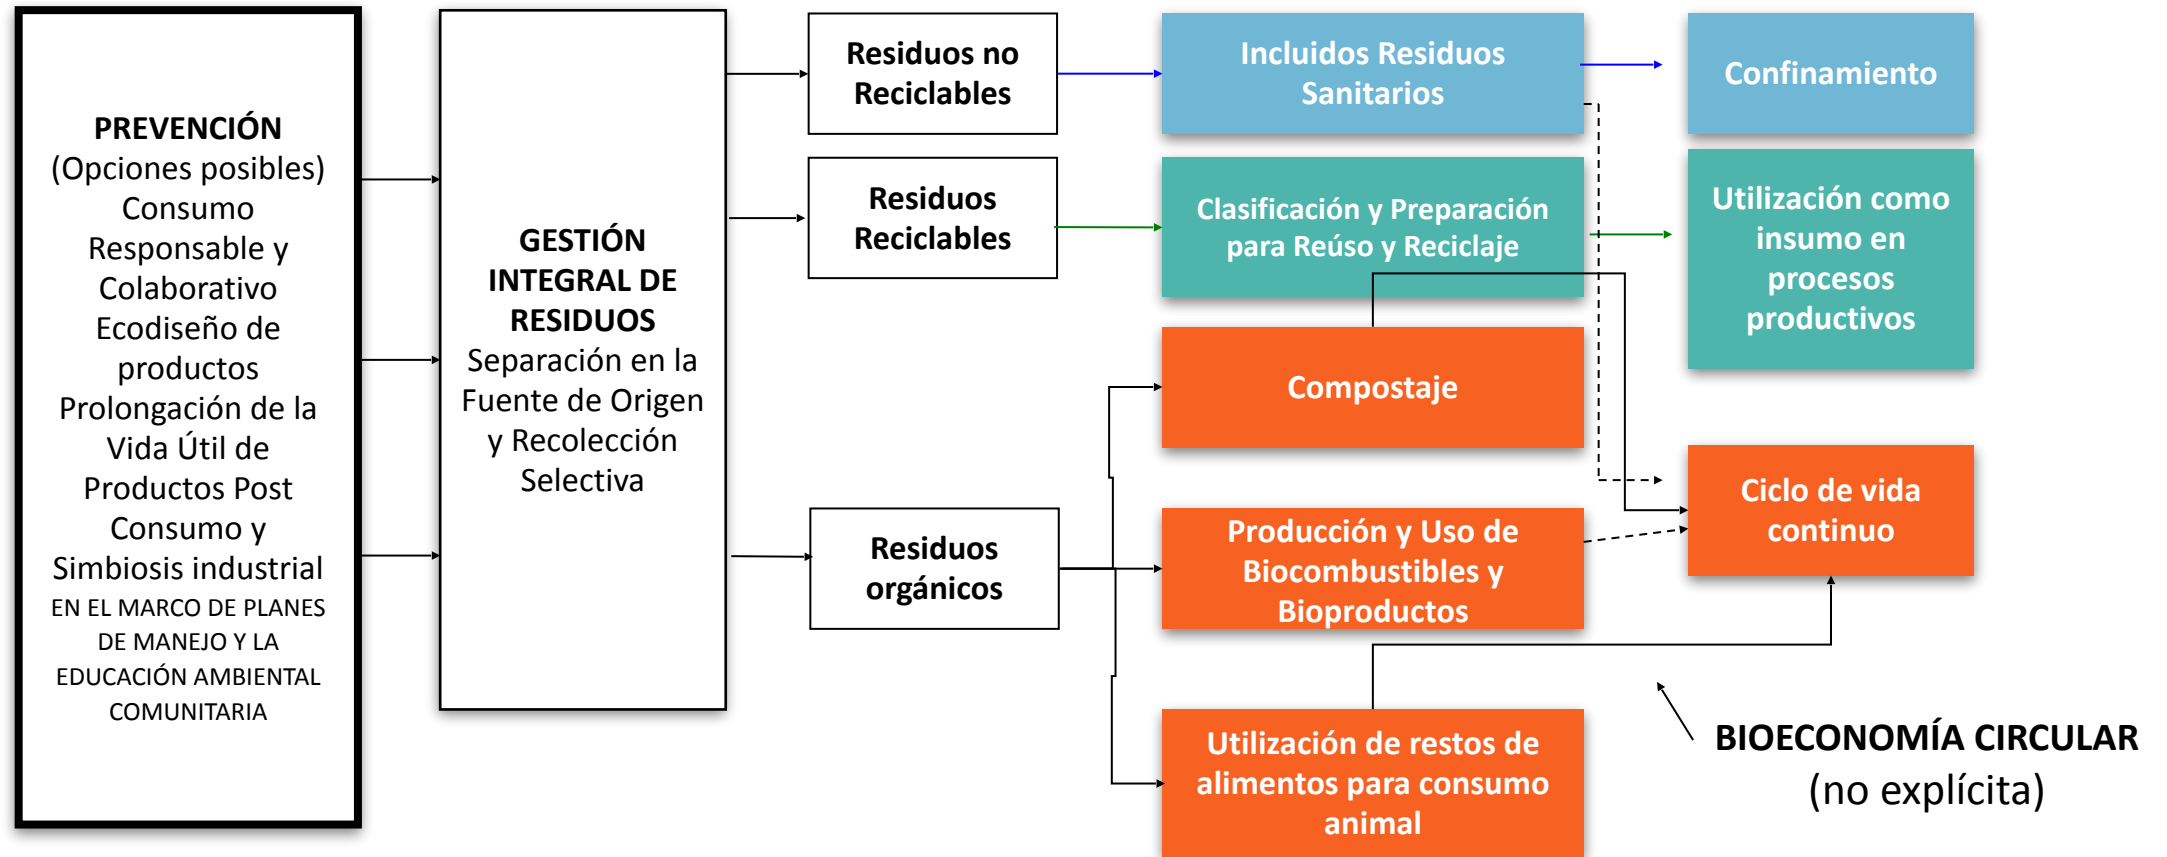 PREVENCIÓN
(Opciones posibles)
Consumo
Responsable y
Colaborativo
Ecodiseño de
productos
Prolongación de la
Vida Útil de
Productos Post
Consumo y
Simbiosis industrial
EN EL MARCO DE PLANES
DE MANEJO Y LA
EDUCACIÓN AMBIENTAL
COMUNITARIA
GESTIÓN
INTEGRAL DE
RESIDUOS
Separación en la
Fuente de Origen
y Recolección
Selectiva
Residuos no
Reciclables
Incluidos Residuos
Sanitarios
Confinamiento
Residuos
Reciclables
Clasificación y Preparación
para Reúso y Reciclaje
Utilización como
insumo en
procesos
productivos
Residuos
orgánicos
Compostaje
Producción y Uso de
Biocombustibles y
Bioproductos
Utilización de restos de
alimentos para consumo
animal
Ciclo de vida
continuo
BIOECONOMÍA CIRCULAR
(no explícita)